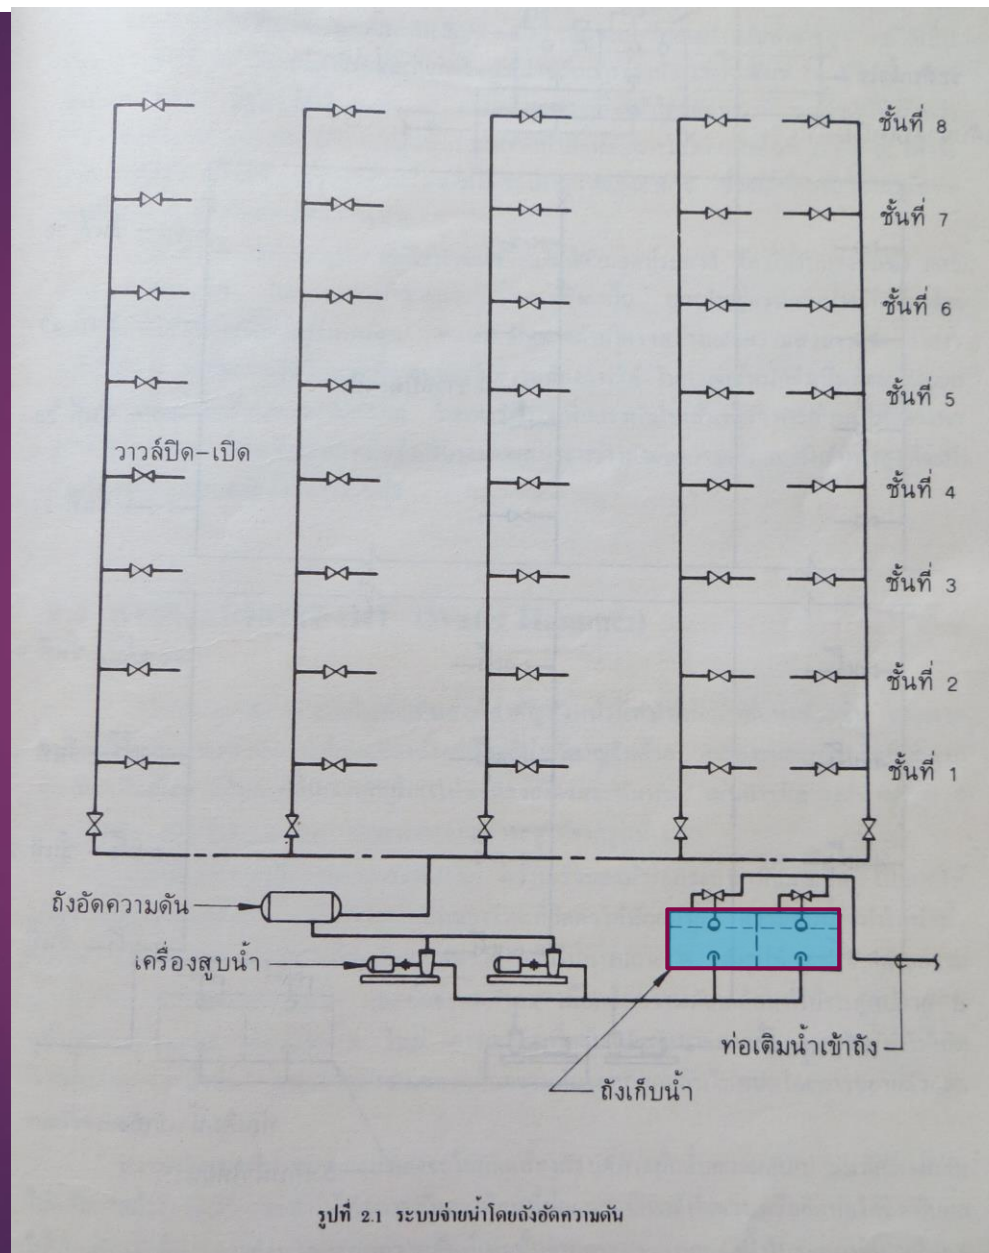 ชั้นที่ 8
ชั้นที่ 7
ชั้นที่ 6
ชั้นที่ 5
วาวล์ปิด-เปิด
ชั้นที่ 4
ชั้นที่ 3
ชั้นที่ 2
ชั้นที่ 1
ถังอัดความดัน
เครื่องสูบน้ำ
ท่อเติมน้ำเข้าถัง
ถังเก็บน้ำ
รูปที่ 2.1 ระบบจ่ายน้ำโดยถังอัดความดัน